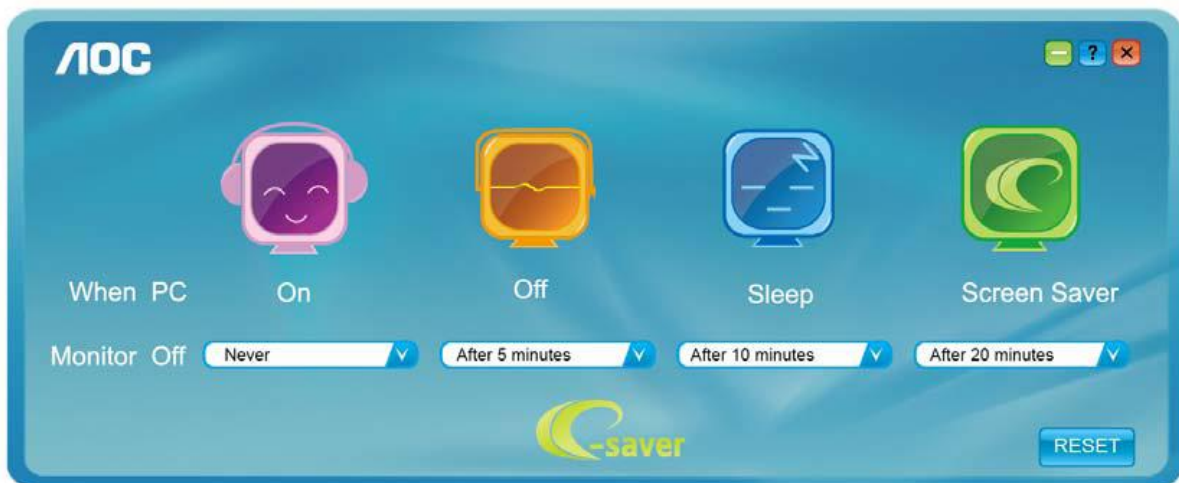 AOC
?
When PC On Off Sleep Screen Saver
Monitor Off Never After 5 minutes After 10 minutes After 20 minutes
e-saver
RESET